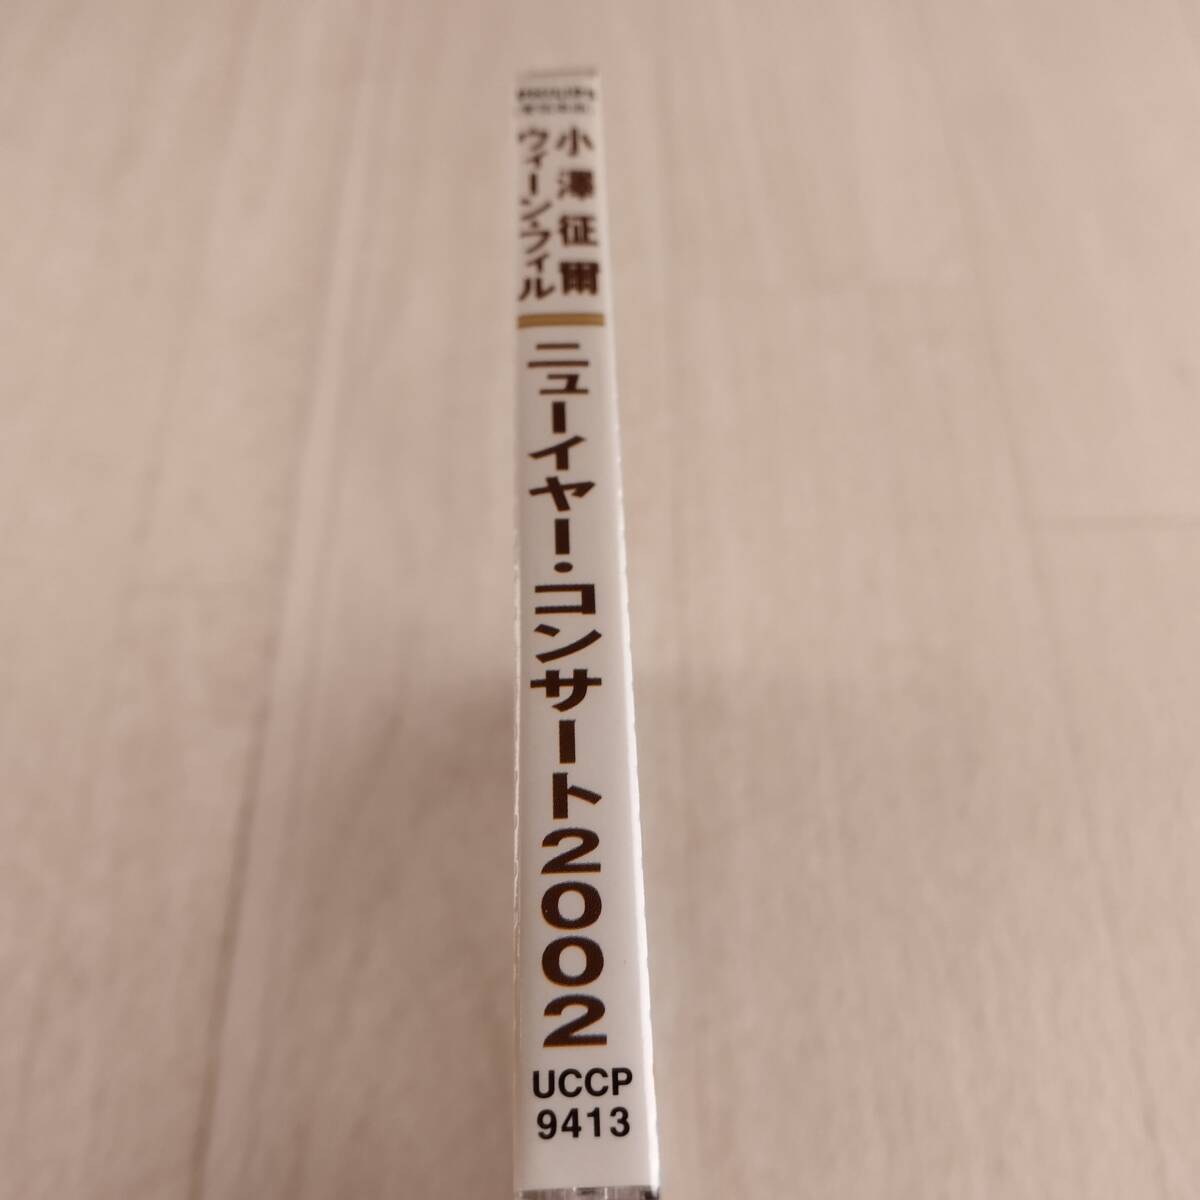 PHILIPS
小澤征爾
ウィーン・フィル
ニューイヤー・コンサート2002
UCCP
9413